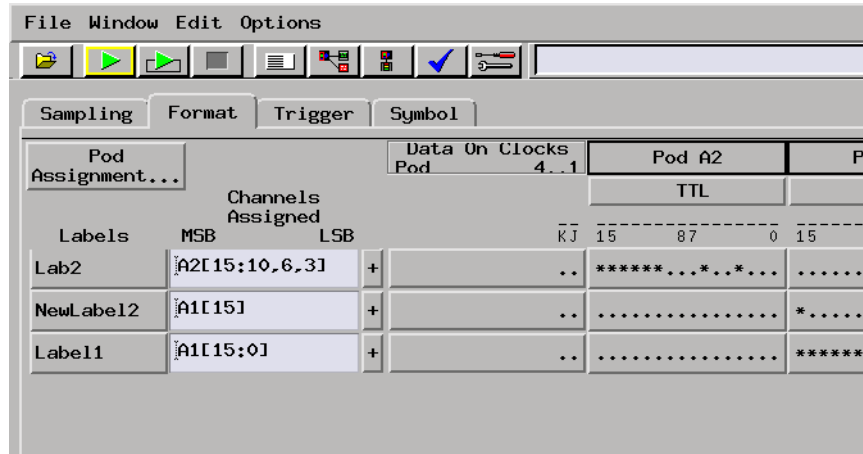 File Window Edit Options
Sampling Format Trigger Symbol
Pod Assignment...
Data On Clocks
Pod 4..1
Pod A2
P
TTL
Channels
Assigned
Labels MSB LSB
KJ 15 87 0 15
Lab2 A2[15:10,6,3] + .. ******...*..*... ......
NewLabel2 A1[15] + .. ................ *.....
Label1 A1[15:0] + .. ................ ******